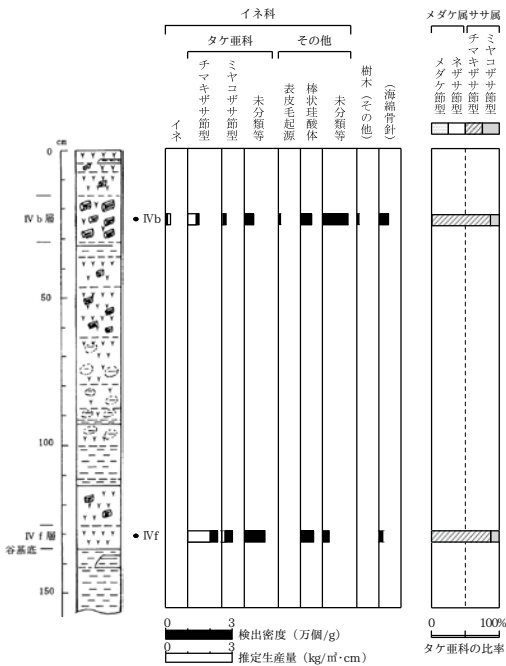 イネ科
タケ亜科
その他
イネ
チマキザサ節型
ミヤコザサ節型
未分類等
表皮毛起源
棒状珪酸体
未分類等
樹木（その他）
（海綿骨針）
メダケ属
ササ属
メダケ節型
ネザサ節型
チマキザサ節型
ミヤコザサ節型
cm
0
50
100
150
Ⅳb層
Ⅳf層
谷基底
Ⅳb
Ⅳf
0 3
検出密度（万個/g）
0 3
推定生産量（kg/㎡･cm）
0 100%
タケ亜科の比率